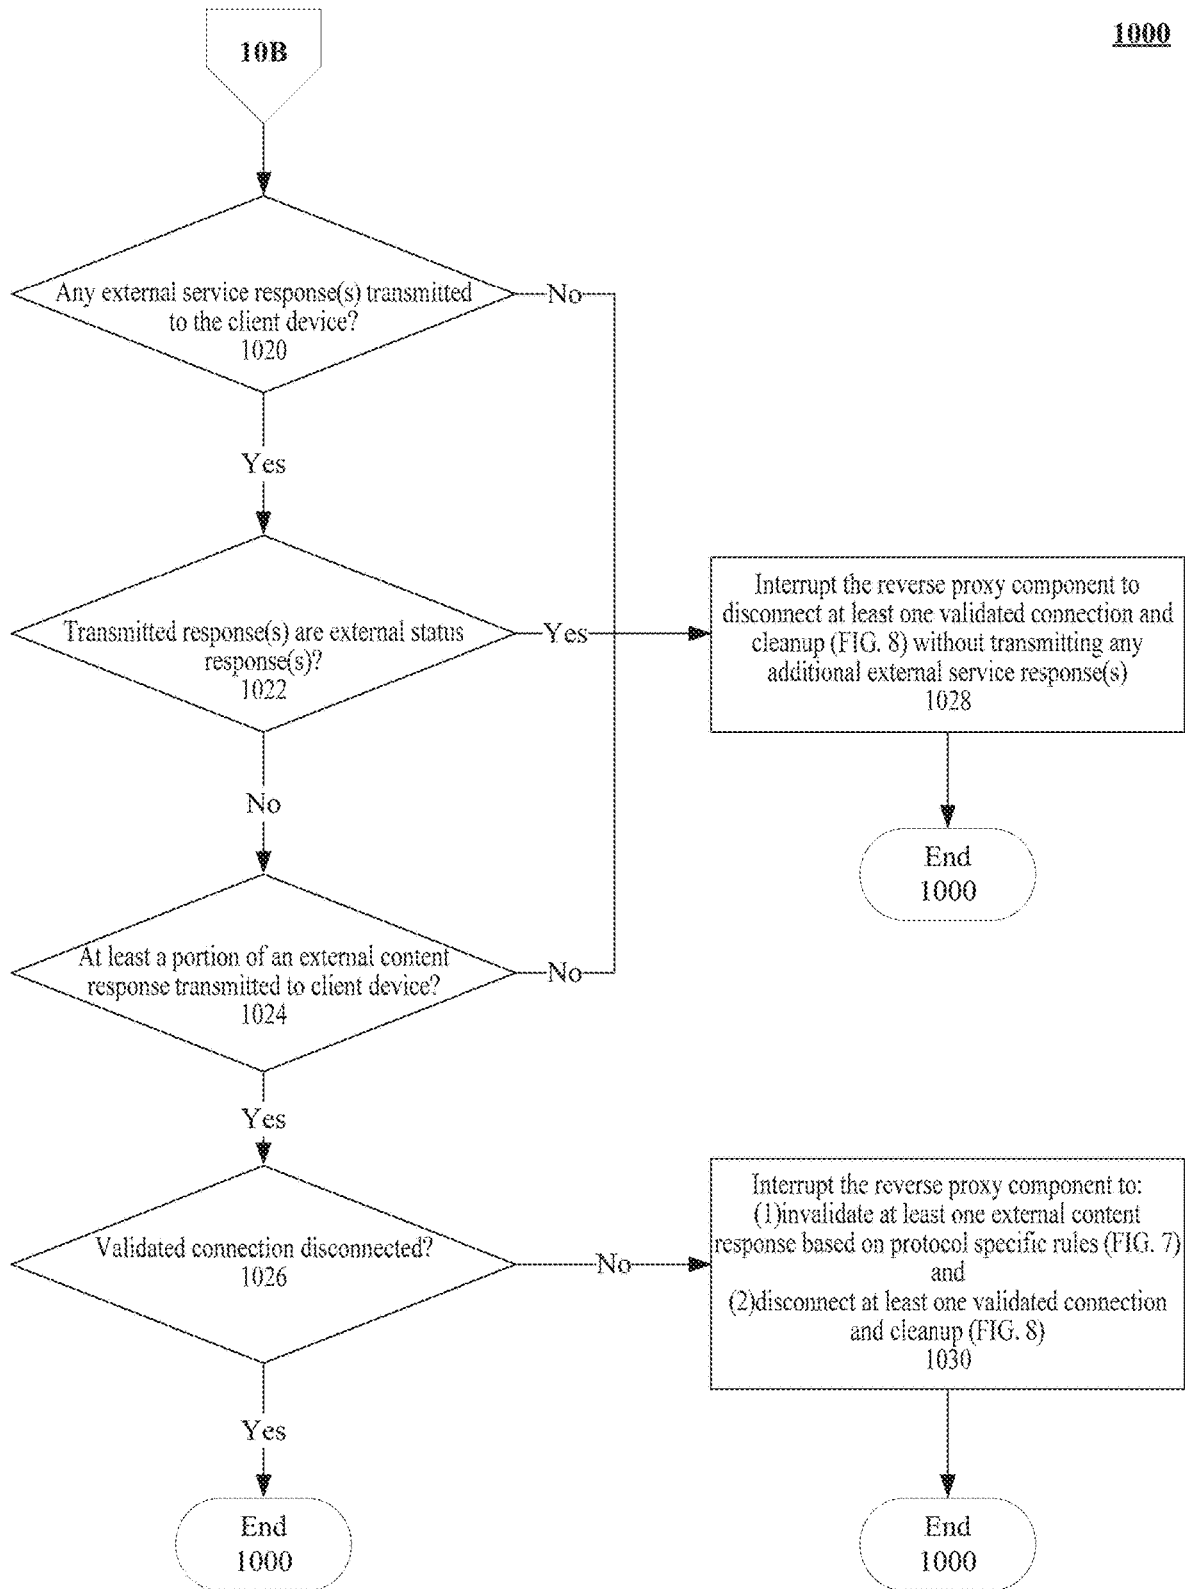 1000
10B
Any external service response(s) transmitted
to the client device?
1020
No
Yes
Transmitted response(s) are external status
response(s)?
1022
Yes
Interrupt the reverse proxy component to
disconnect at least one validated connection and
cleanup (FIG. 8) without transmitting any
additional external service response(s)
1028
No
End
1000
At least a portion of an external content
response transmitted to client device?
1024
No
Yes
Validated connection disconnected?
1026
No
Interrupt the reverse proxy component to:
(1)invalidate at least one external content
response based on protocol specific rules (FIG. 7)
and
(2)disconnect at least one validated connection
and cleanup (FIG. 8)
1030
Yes
End
1000
End
1000